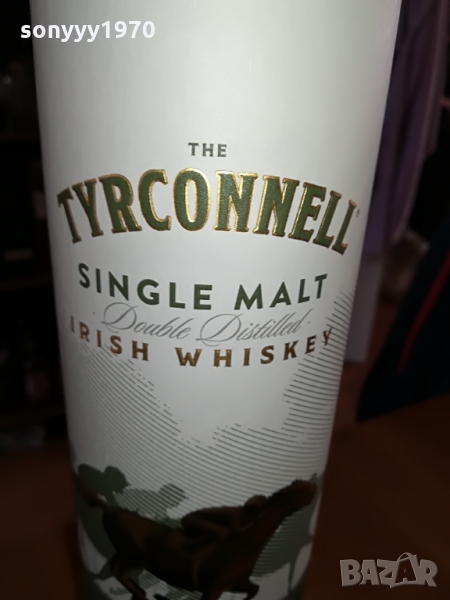 sonyyy1970
THE
TYRCONNELL
SINGLE MALT
Double Distilled
IRISH WHISKEY
BAZAR